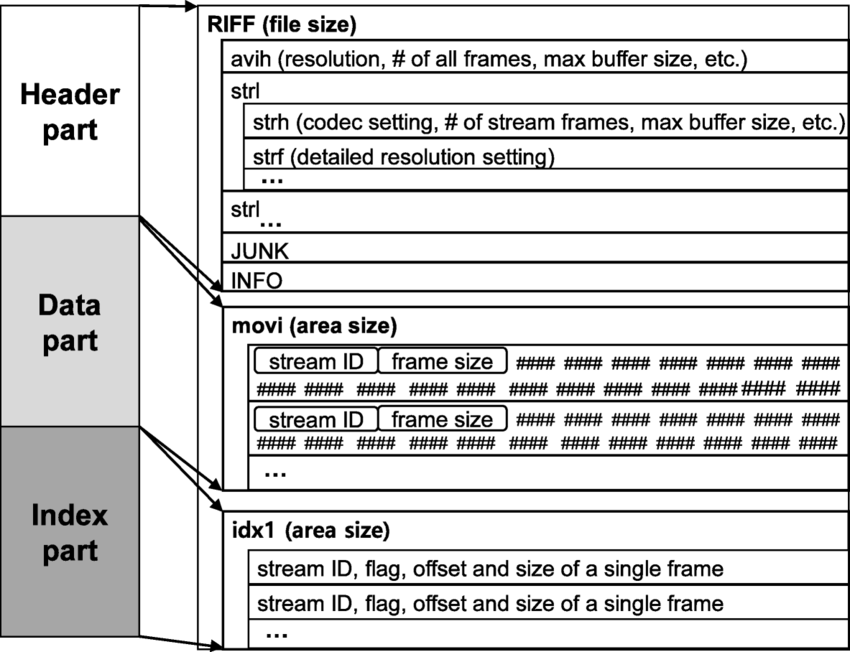 Header
part
Data
part
Index
part
RIFF (file size)
avih (resolution, # of all frames, max buffer size, etc.)
strl
strh (codec setting, # of stream frames, max buffer size, etc.)
strf (detailed resolution setting)
...
strl
...
JUNK
INFO
movi (area size)
stream ID frame size #### #### #### #### #### #### ####
#### #### #### #### #### #### #### #### #### #### ####
stream ID frame size #### #### #### #### #### #### ####
#### #### #### #### #### #### #### #### #### #### ####
...
idx1 (area size)
stream ID, flag, offset and size of a single frame
stream ID, flag, offset and size of a single frame
...